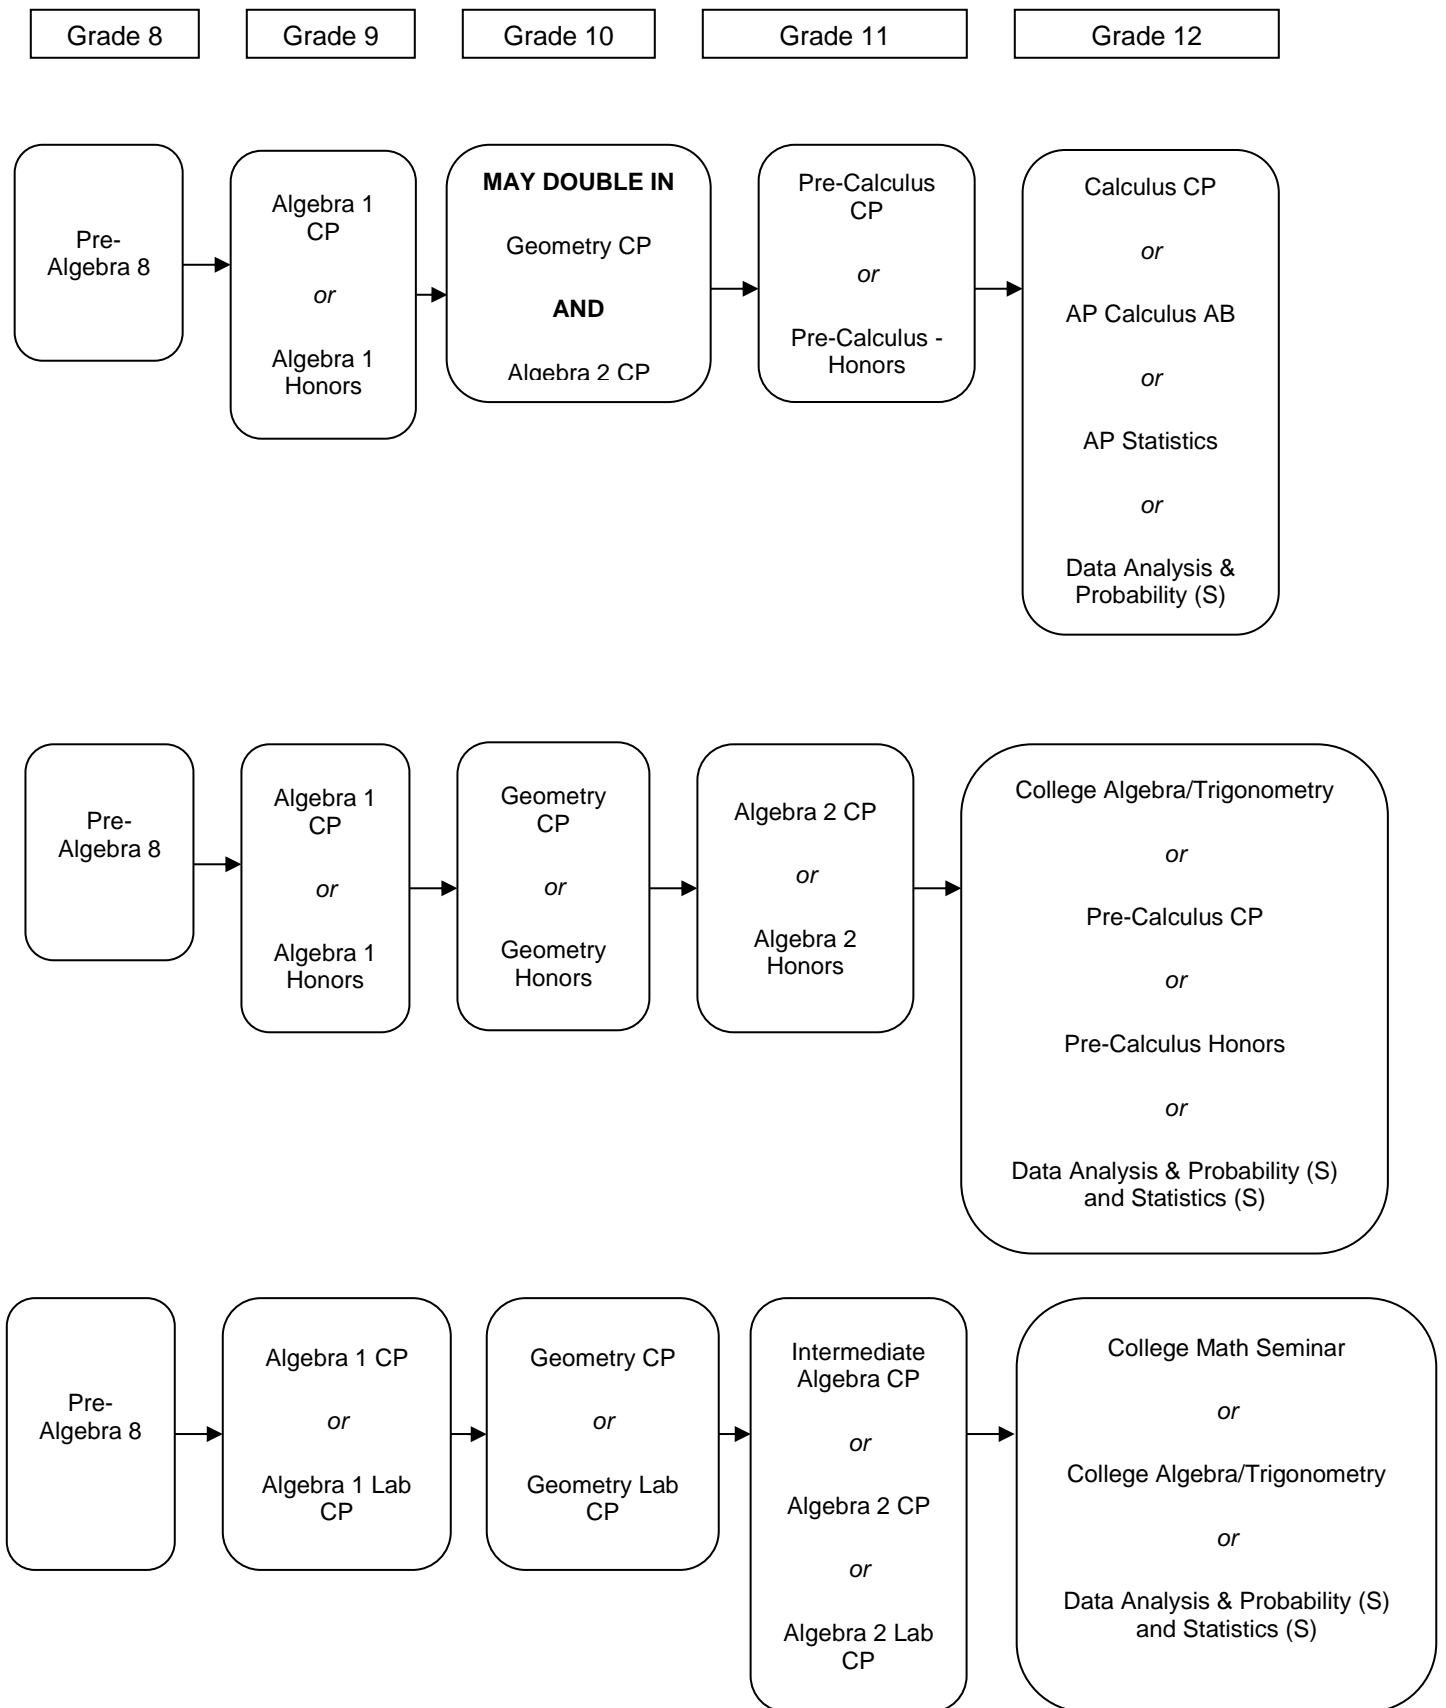 Grade 8
Grade 9
Grade 10
Grade 11
Grade 12
Pre-
Algebra 8
Algebra 1
CP
or
Algebra 1
Honors
MAY DOUBLE IN
Geometry CP
AND
Algebra 2 CP
Pre-Calculus
CP
or
Pre-Calculus -
Honors
Calculus CP
or
AP Calculus AB
or
AP Statistics
or
Data Analysis &
Probability (S)
Pre-
Algebra 8
Algebra 1
CP
or
Algebra 1
Honors
Geometry
CP
or
Geometry
Honors
Algebra 2 CP
or
Algebra 2
Honors
College Algebra/Trigonometry
or
Pre-Calculus CP
or
Pre-Calculus Honors
or
Data Analysis & Probability (S)
and Statistics (S)
Pre-
Algebra 8
Algebra 1 CP
or
Algebra 1 Lab
CP
Geometry CP
or
Geometry Lab
CP
Intermediate
Algebra CP
or
Algebra 2 CP
or
Algebra 2 Lab
CP
College Math Seminar
or
College Algebra/Trigonometry
or
Data Analysis & Probability (S)
and Statistics (S)